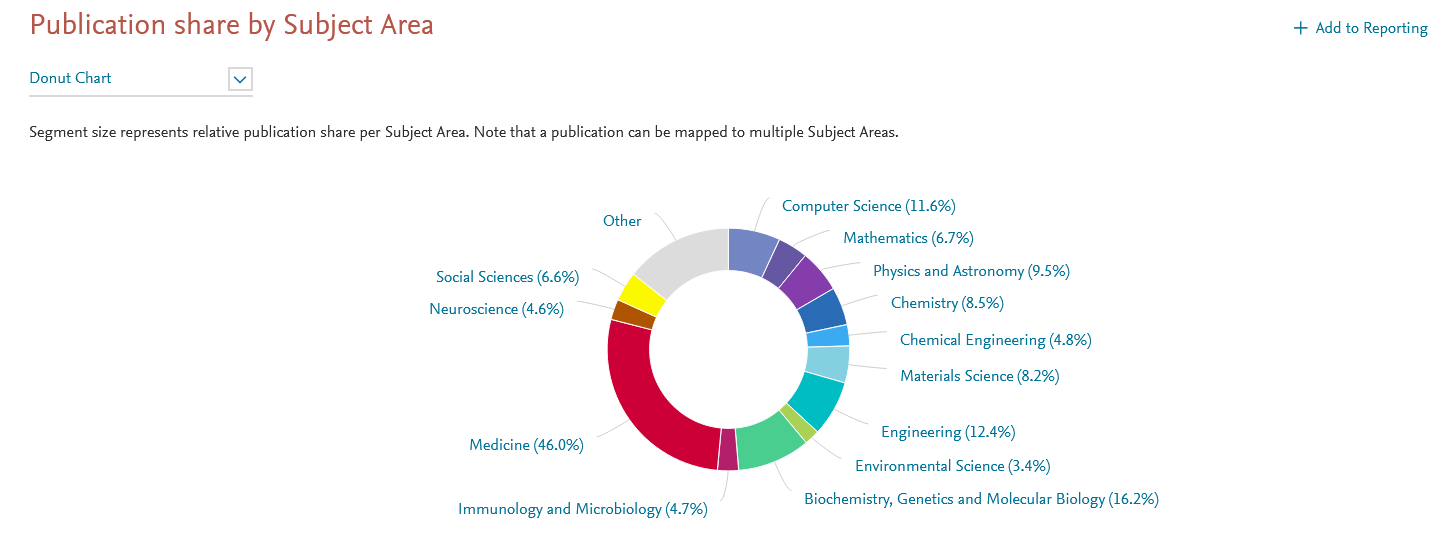 Publication share by Subject Area
+ Add to Reporting
Donut Chart
Segment size represents relative publication share per Subject Area. Note that a publication can be mapped to multiple Subject Areas.
Computer Science (11.6%)
Mathematics (6.7%)
Physics and Astronomy (9.5%)
Chemistry (8.5%)
Chemical Engineering (4.8%)
Materials Science (8.2%)
Engineering (12.4%)
Environmental Science (3.4%)
Biochemistry, Genetics and Molecular Biology (16.2%)
Immunology and Microbiology (4.7%)
Medicine (46.0%)
Neuroscience (4.6%)
Social Sciences (6.6%)
Other